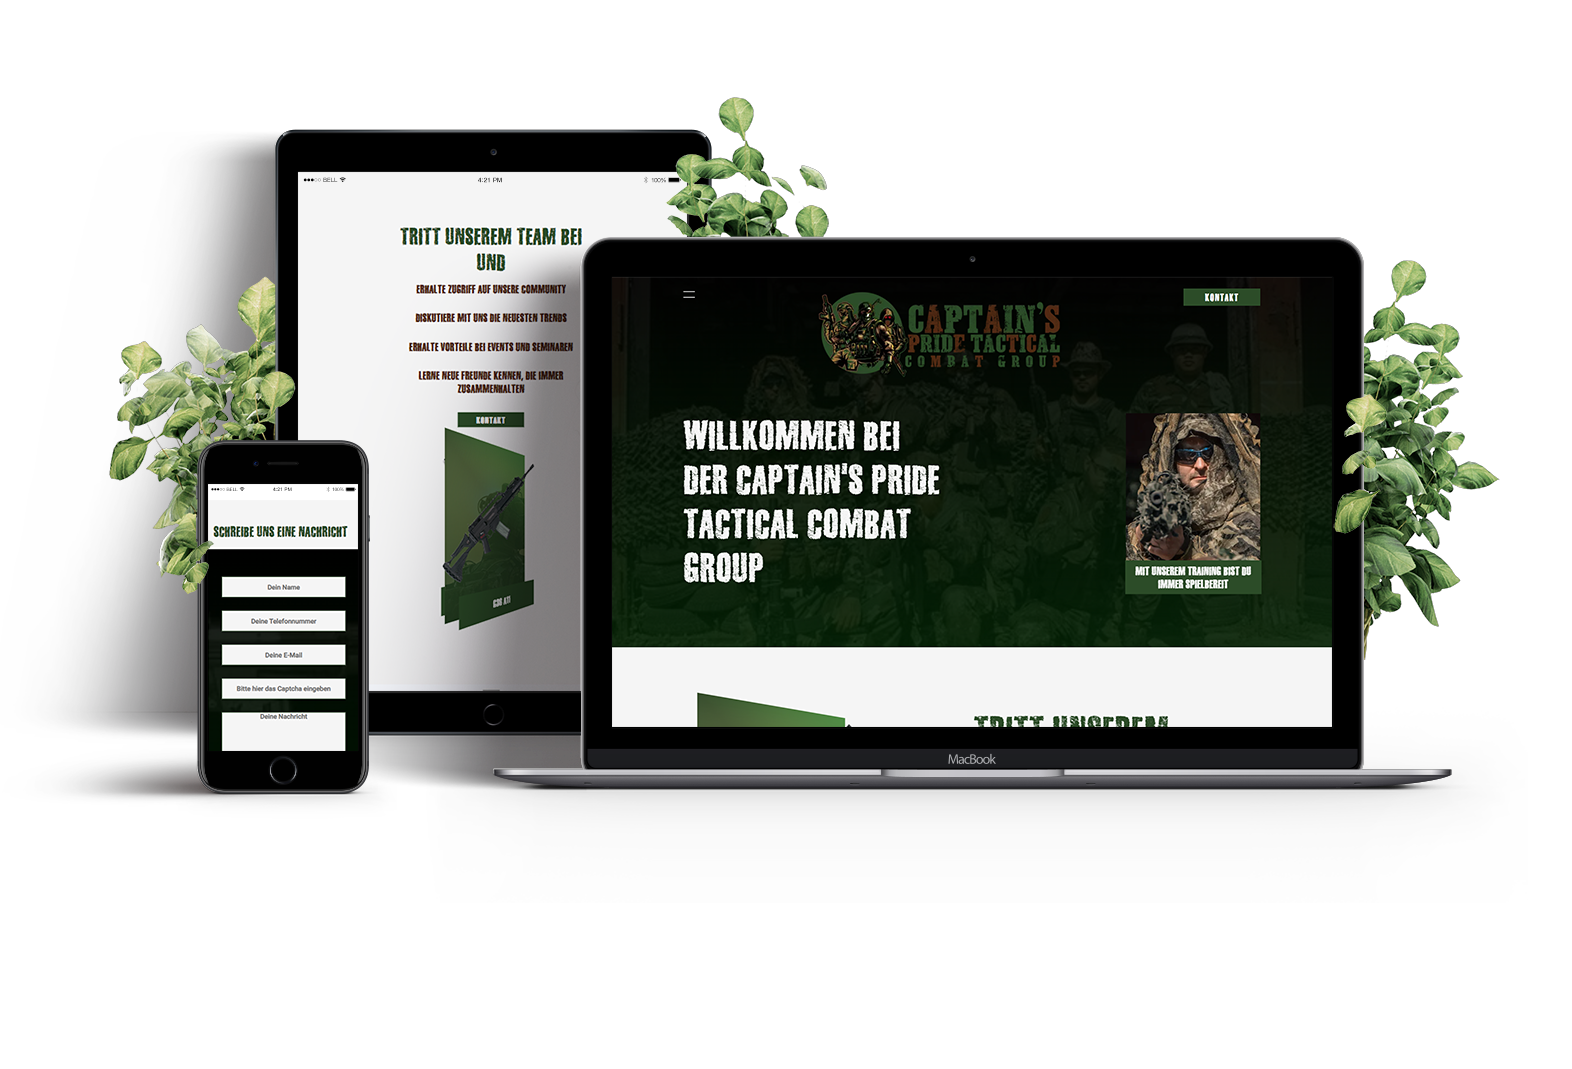 ●●●○○ BELL
4:21 PM
100%
TRITT UNSEREM TEAM BEI
UND
ERHALTE ZUGRIFF AUF UNSERE COMMUNITY
DISKUTIERE MIT UNS DIE NEUESTEN TRENDS
ERHALTE VORTEILE BEI EVENTS UND SEMINAREN
LERNE NEUE FREUNDE KENNEN, DIE IMMER
ZUSAMMENHALTEN
KONTAKT
G36 A11
KONTAKT
CAPTAIN'S
PRIDE TACTICAL
COMBAT GROUP
WILLKOMMEN BEI
DER CAPTAIN'S PRIDE
TACTICAL COMBAT
GROUP
MIT UNSEREM TRAINING BIST DU
IMMER SPIELBEREIT
TRITT UNSEREM
MacBook
●●●○○ BELL
4:21 PM
100%
SCHREIBE UNS EINE NACHRICHT
Dein Name
Deine Telefonnummer
Deine E-Mail
Bitte hier das Captcha eingeben
Deine Nachricht